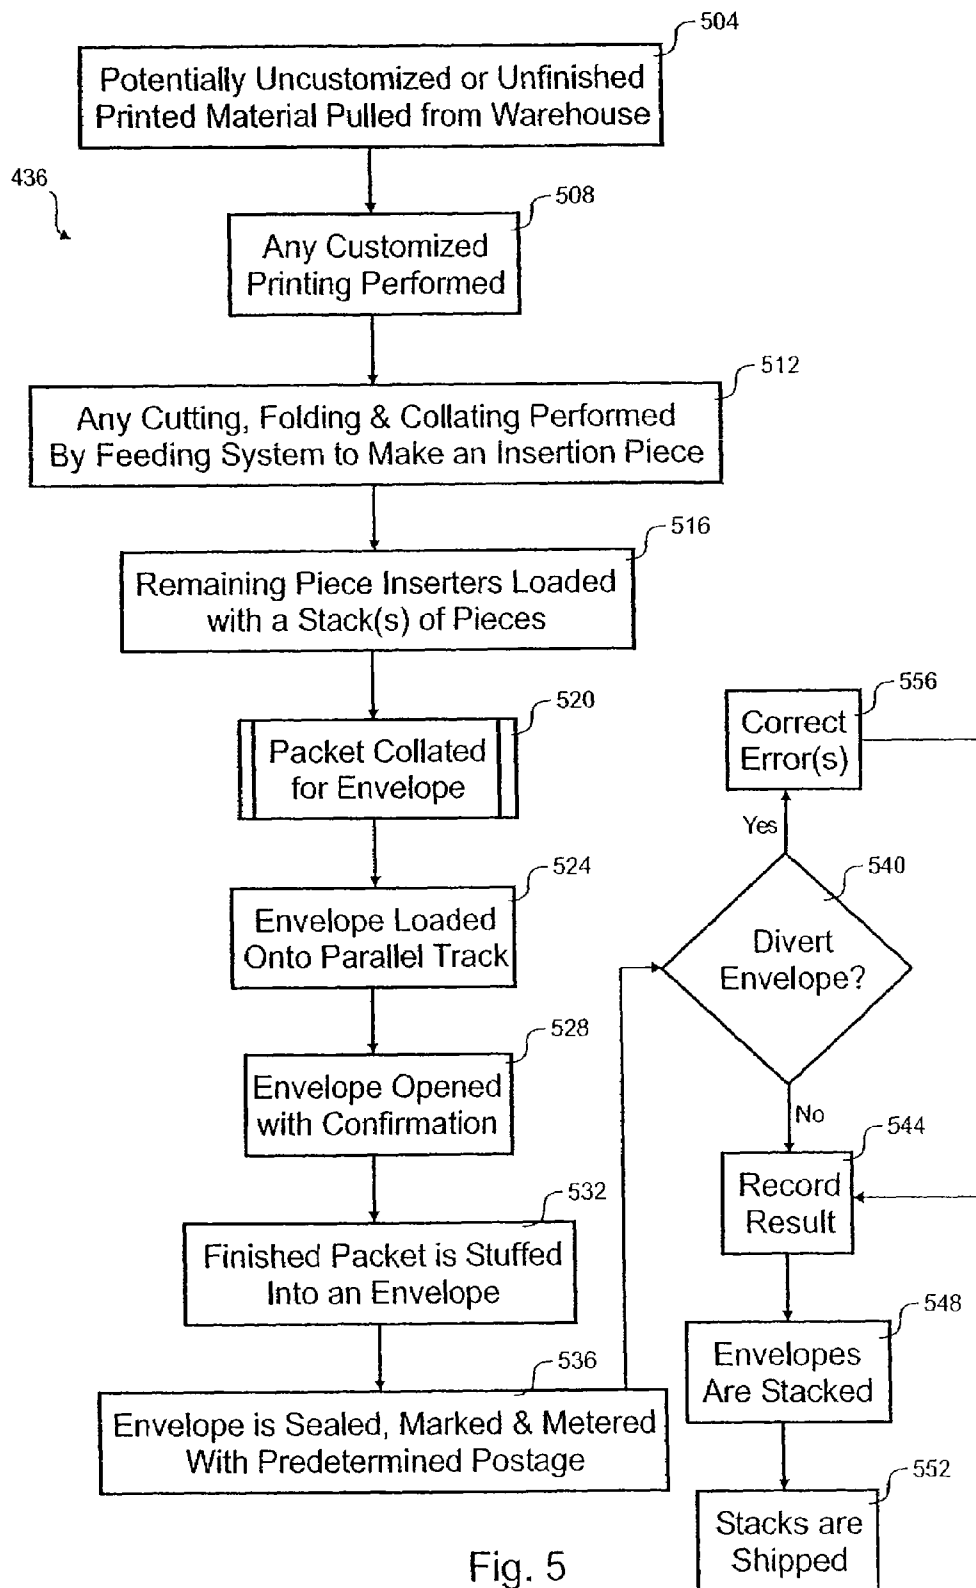 504
Potentially Uncustomized or Unfinished
Printed Material Pulled from Warehouse
436
508
Any Customized
Printing Performed
512
Any Cutting, Folding & Collating Performed
By Feeding System to Make an Insertion Piece
516
Remaining Piece Inserters Loaded
with a Stack(s) of Pieces
520
Packet Collated
for Envelope
524
Envelope Loaded
Onto Parallel Track
528
Envelope Opened
with Confirmation
532
Finished Packet is Stuffed
Into an Envelope
536
Envelope is Sealed, Marked & Metered
With Predetermined Postage
556
Correct
Error(s)
Yes
540
Divert
Envelope?
No
544
Record
Result
548
Envelopes
Are Stacked
552
Stacks are
Shipped
Fig. 5